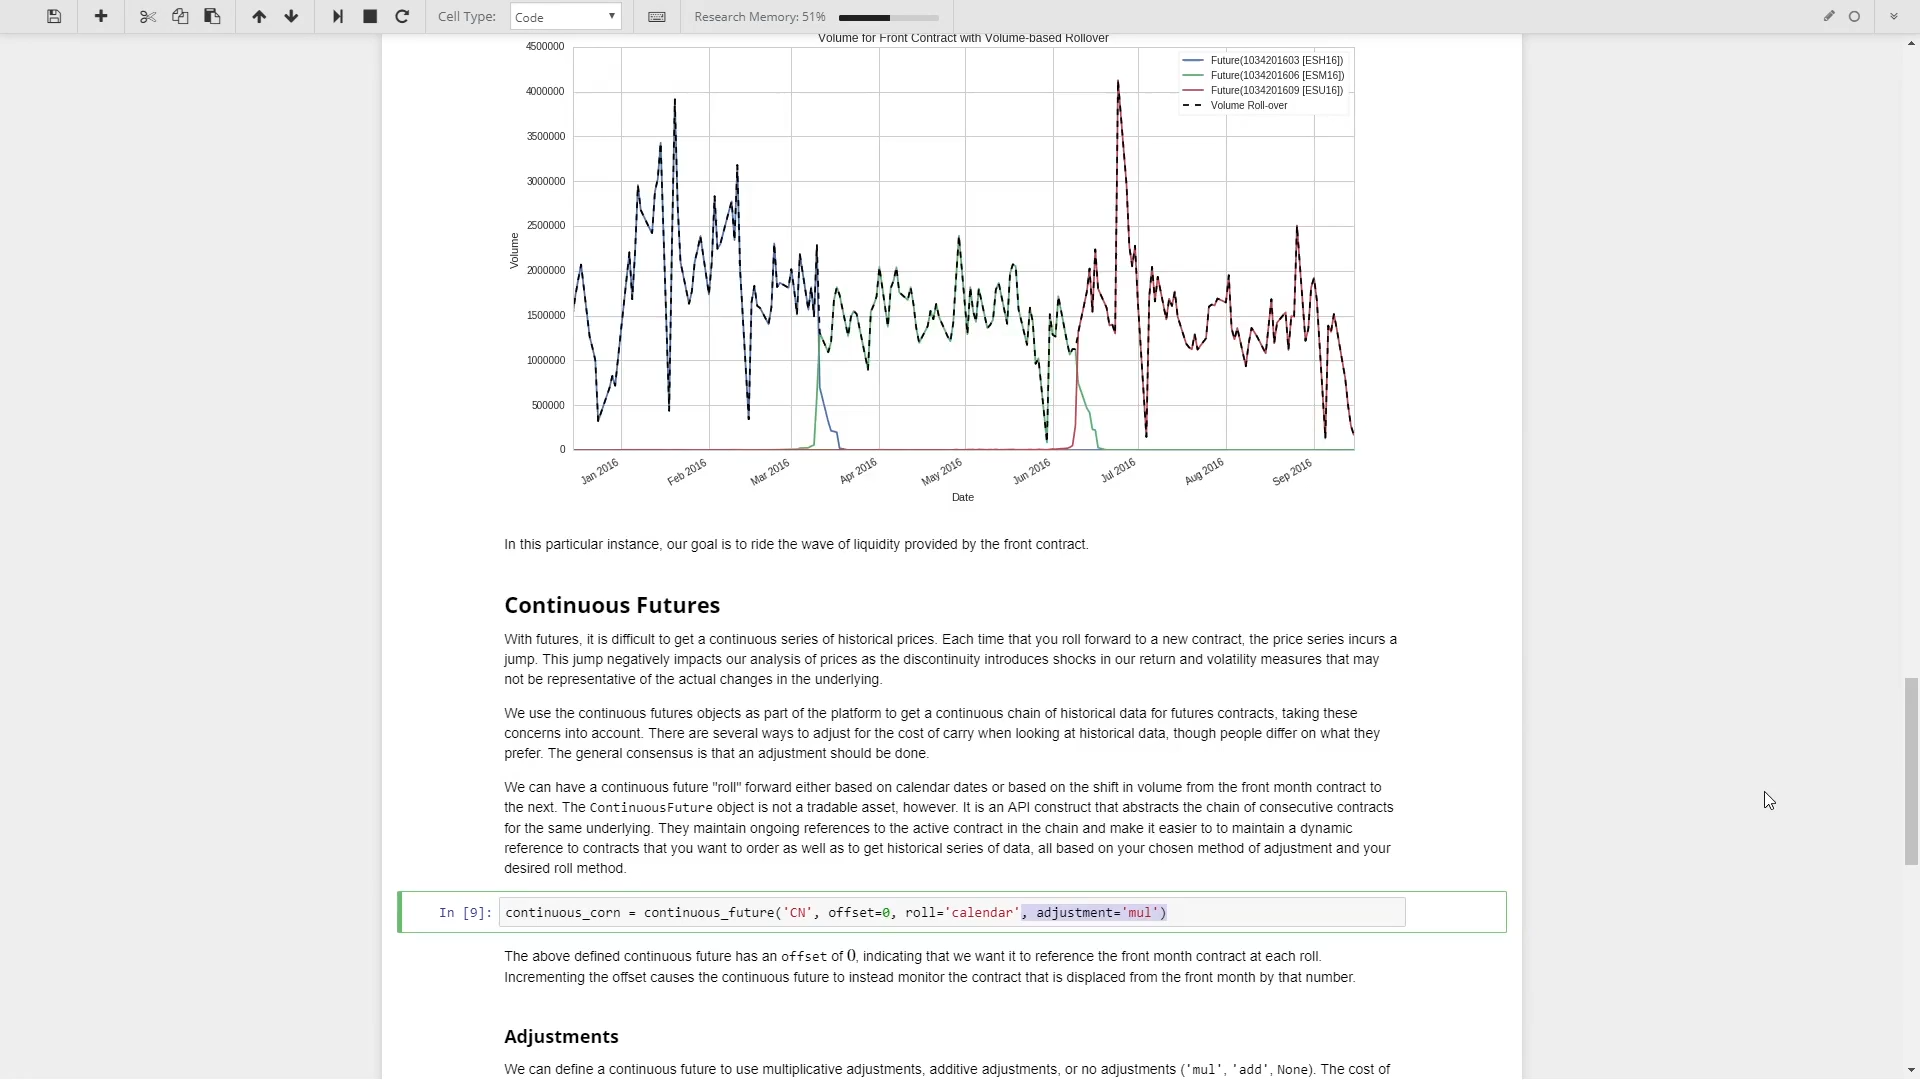 Cell Type: Code Research Memory: 51%
Volume for Front Contract with Volume-based Rollover
Future(1034201603 [ESH16])
Future(1034201606 [ESM16])
Future(1034201609 [ESU16])
Volume Roll-over
4500000
4000000
3500000
3000000
2500000
2000000
1500000
1000000
500000
0
Volume
Jan 2016 Feb 2016 Mar 2016 Apr 2016 May 2016 Jun 2016 Jul 2016 Aug 2016 Sep 2016
Date
In this particular instance, our goal is to ride the wave of liquidity provided by the front contract.
Continuous Futures
With futures, it is difficult to get a continuous series of historical prices. Each time that you roll forward to a new contract, the price series incurs a
jump. This jump negatively impacts our analysis of prices as the discontinuity introduces shocks in our return and volatility measures that may
not be representative of the actual changes in the underlying.
We use the continuous futures objects as part of the platform to get a continuous chain of historical data for futures contracts, taking these
concerns into account. There are several ways to adjust for the cost of carry when looking at historical data, though people differ on what they
prefer. The general consensus is that an adjustment should be done.
We can have a continuous future "roll" forward either based on calendar dates or based on the shift in volume from the front month contract to
the next. The ContinuousFuture object is not a tradable asset, however. It is an API construct that abstracts the chain of consecutive contracts
for the same underlying. They maintain ongoing references to the active contract in the chain and make it easier to to maintain a dynamic
reference to contracts that you want to order as well as to get historical series of data, all based on your chosen method of adjustment and your
desired roll method.
In [9]: continuous_corn = continuous_future('CN', offset=0, roll='calendar', adjustment='mul')
The above defined continuous future has an offset of 0, indicating that we want it to reference the front month contract at each roll.
Incrementing the offset causes the continuous future to instead monitor the contract that is displaced from the front month by that number.
Adjustments
We can define a continuous future to use multiplicative adjustments, additive adjustments, or no adjustments ('mul', 'add', None). The cost of